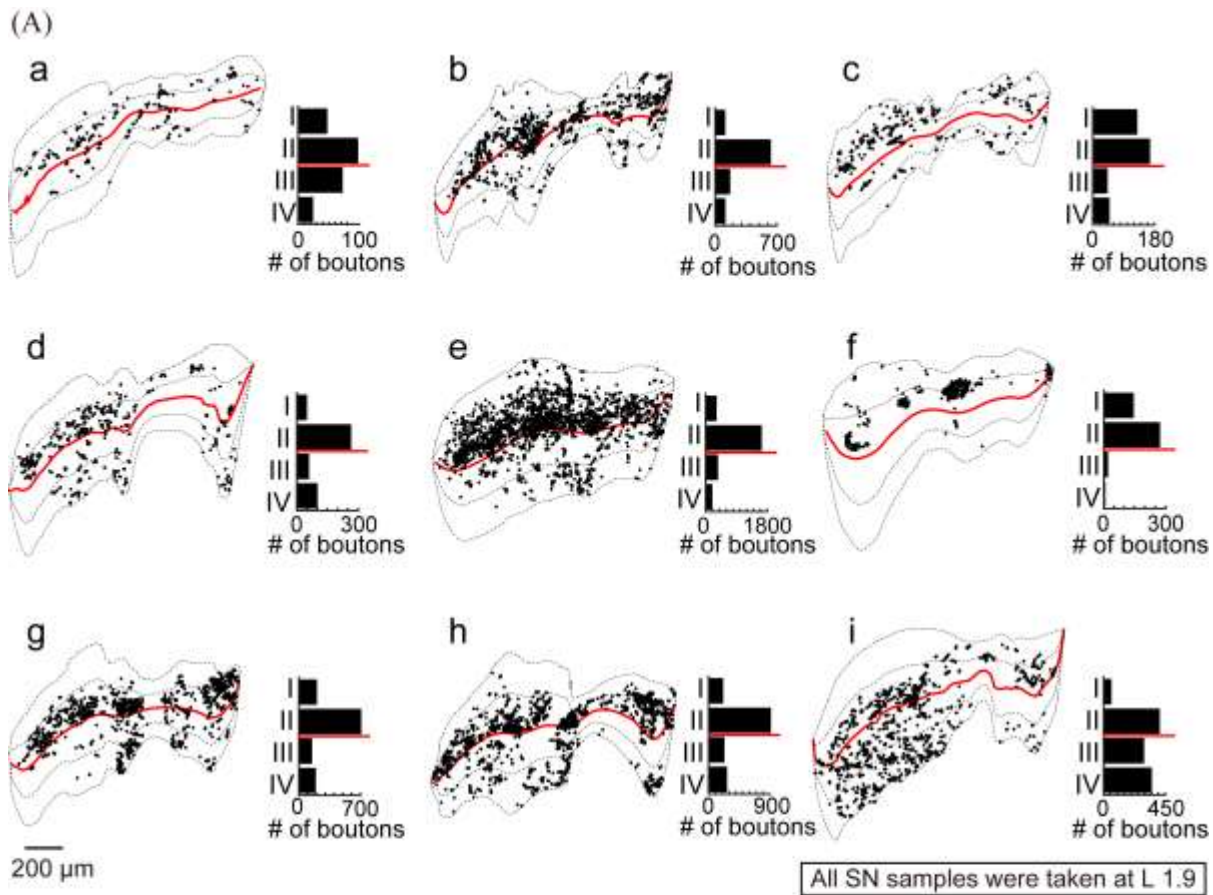 (A)
a
I
II
III
IV
0 100
# of boutons
b
I
II
III
IV
0 700
# of boutons
c
I
II
III
IV
0 180
# of boutons
d
I
II
III
IV
0 300
# of boutons
e
I
II
III
IV
0 1800
# of boutons
f
I
II
III
IV
0 300
# of boutons
g
I
II
III
IV
0 700
# of boutons
h
I
II
III
IV
0 900
# of boutons
i
I
II
III
IV
0 450
# of boutons
200 µm
All SN samples were taken at L 1.9